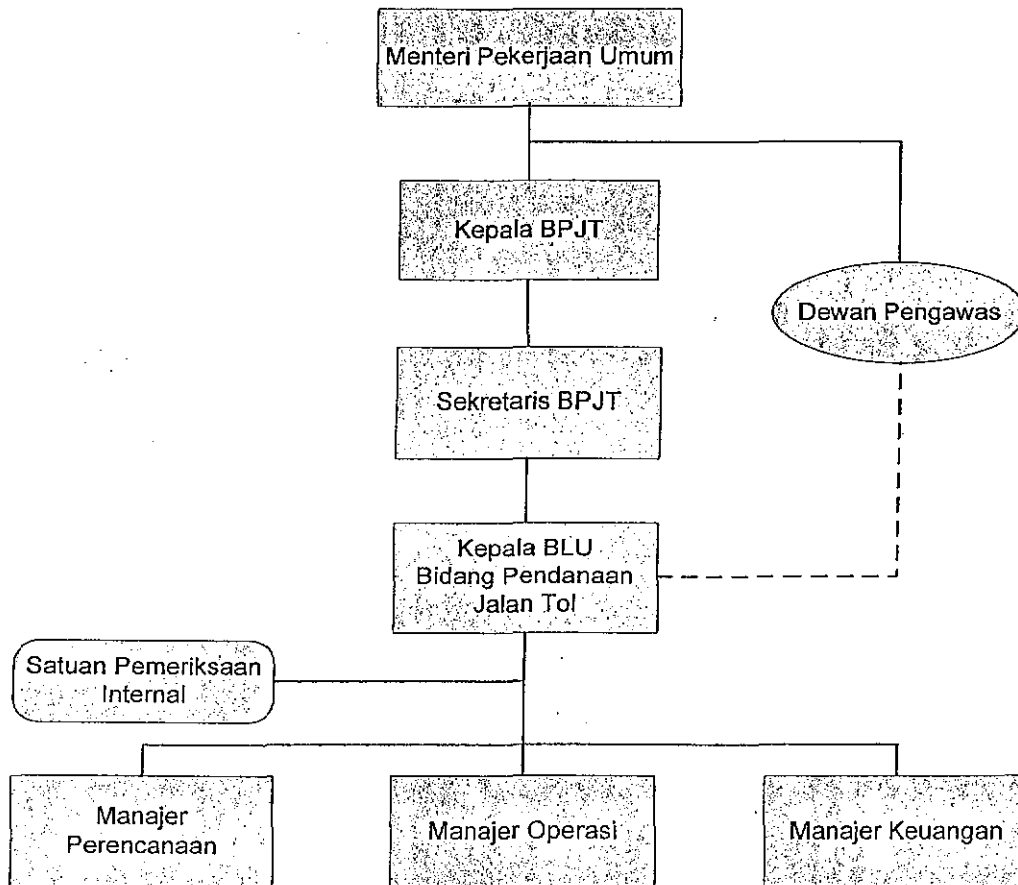 Menteri Pekerjaan Umum
Kepala BPJT
Dewan Pengawas
Sekretaris BPJT
Kepala BLU
Bidang Pendanaan
Jalan Tol
Satuan Pemeriksaan
Internal
Manajer
Perencanaan
Manajer Operasi
Manajer Keuangan